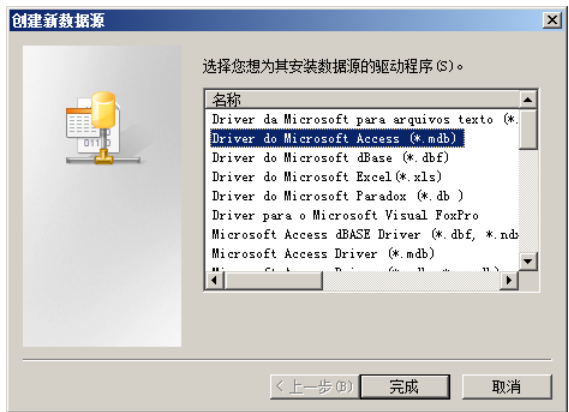 创建新数据源
选择您想为其安装数据源的驱动程序(S)。
名称
Driver da Microsoft para arquivos texto (*.
Driver do Microsoft Access (*.mdb)
Driver do Microsoft dBase (*.dbf)
Driver do Microsoft Excel(*.xls)
Driver do Microsoft Paradox (*.db )
Driver para o Microsoft Visual FoxPro
Microsoft Access dBASE Driver (*.dbf, *.ndx
Microsoft Access Driver (*.mdb)
<上一步(B) 完成 取消